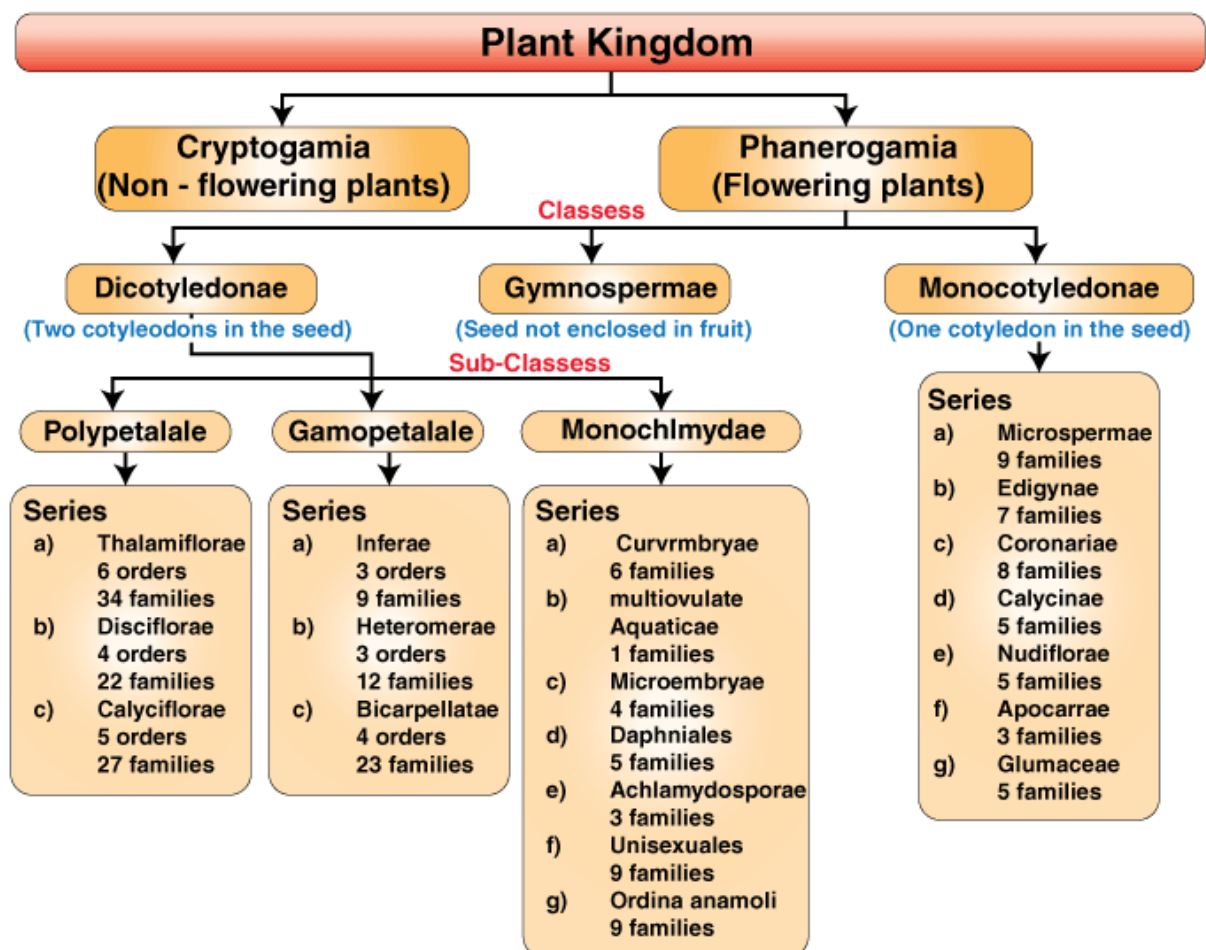 Plant Kingdom
Cryptogamia
(Non - flowering plants)
Phanerogamia
(Flowering plants)
Classess
Dicotyledonae
(Two cotyleodons in the seed)
Gymnospermae
(Seed not enclosed in fruit)
Monocotyledonae
(One cotyledon in the seed)
Sub-Classess
Polypetalale
Gamopetalale
Monochlmydae
Series
a) Thalamiflorae
6 orders
34 families
b) Disciflorae
4 orders
22 families
c) Calyciflorae
5 orders
27 families
Series
a) Inferae
3 orders
9 families
b) Heteromerae
3 orders
12 families
c) Bicarpellatae
4 orders
23 families
Series
a) Curvrmbryae
6 families
b) multiovulate
Aquaticae
1 families
c) Microembryae
4 families
d) Daphniales
5 families
e) Achlamydosporae
3 families
f) Unisexuales
9 families
g) Ordina anamoli
9 families
Series
a) Microspermae
9 families
b) Edigynae
7 families
c) Coronariae
8 families
d) Calycinae
5 families
e) Nudiflorae
5 families
f) Apocarrae
3 families
g) Glumaceae
5 families